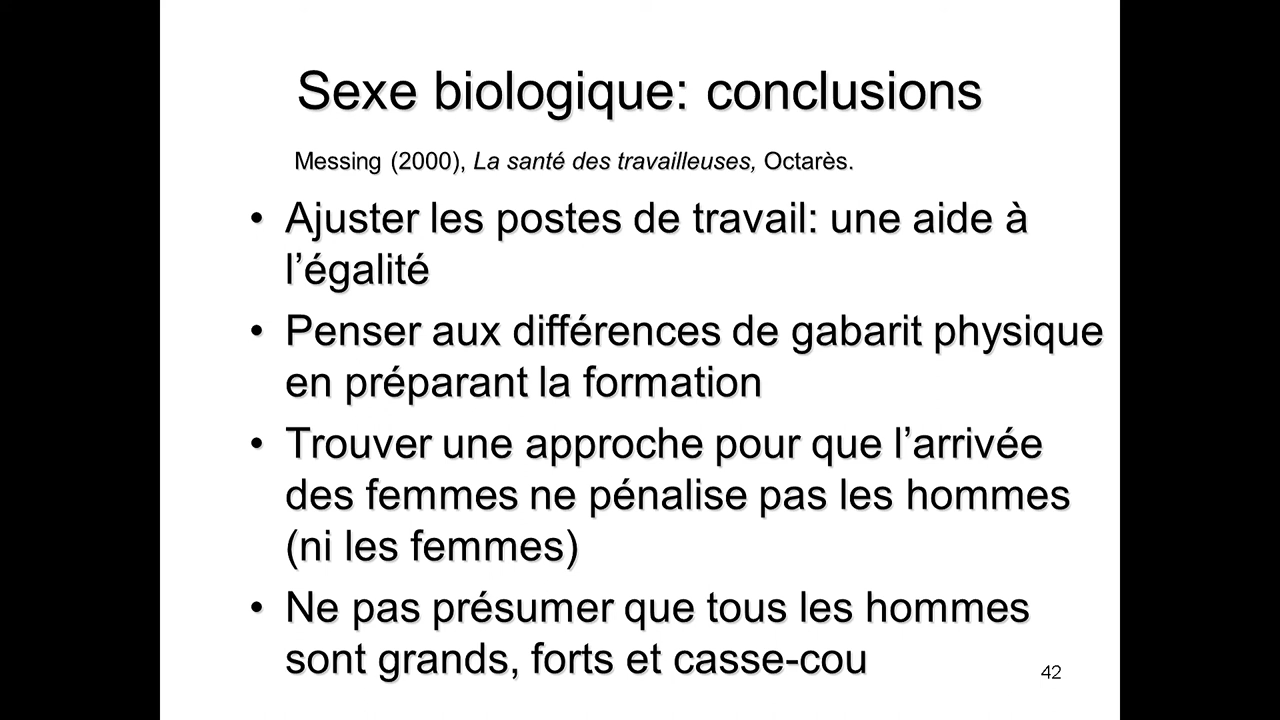 Sexe biologique: conclusions
Messing (2000), La santé des travailleuses, Octarès.
• Ajuster les postes de travail: une aide à
l’égalité
• Penser aux différences de gabarit physique
en préparant la formation
• Trouver une approche pour que l’arrivée
des femmes ne pénalise pas les hommes
(ni les femmes)
• Ne pas présumer que tous les hommes
sont grands, forts et casse-cou
42